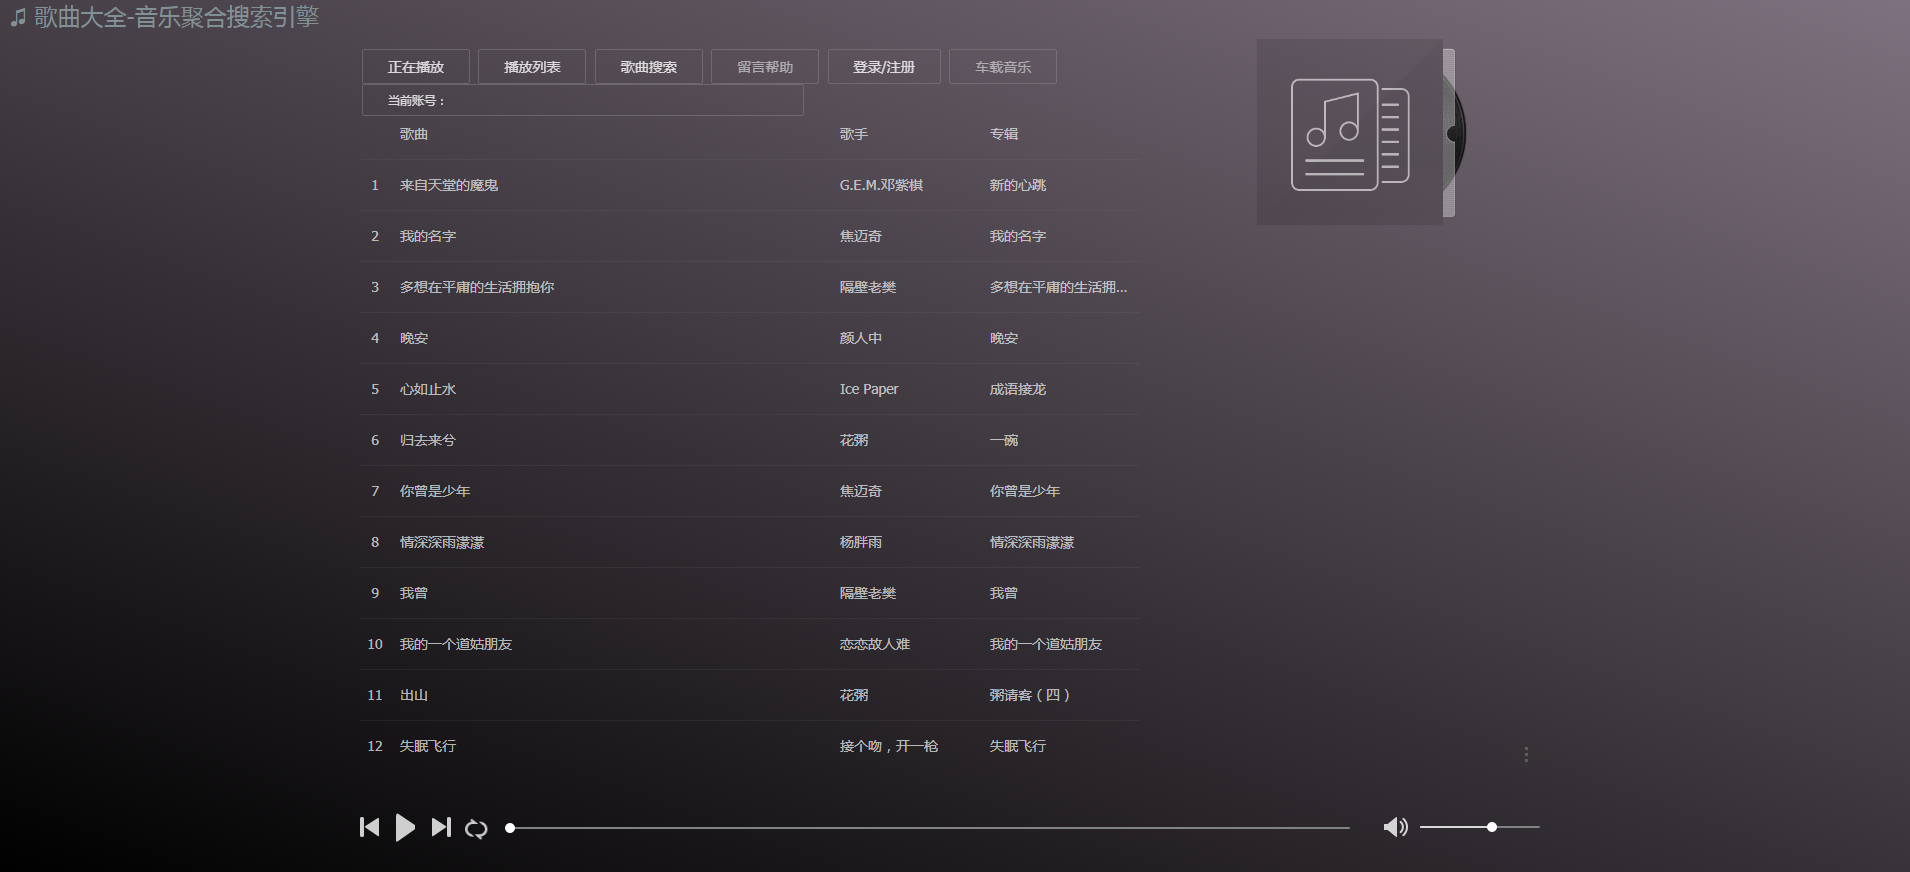 歌曲大全-音乐聚合搜索引擎
正在播放 播放列表 歌曲搜索 留言帮助 登录/注册 车载音乐
当前账号：
歌曲 歌手 专辑
1 来自天堂的魔鬼 G.E.M.邓紫棋 新的心跳
2 我的名字 焦迈奇 我的名字
3 多想在平庸的生活拥抱你 隔壁老樊 多想在平庸的生活拥...
4 晚安 颜人中 晚安
5 心如止水 Ice Paper 成语接龙
6 归去来兮 花粥 一碗
7 你曾是少年 焦迈奇 你曾是少年
8 情深深雨濛濛 杨胖雨 情深深雨濛濛
9 我曾 隔壁老樊 我曾
10 我的一个道姑朋友 恋恋故人难 我的一个道姑朋友
11 出山 花粥 粥请客（四）
12 失眠飞行 接个吻，开一枪 失眠飞行